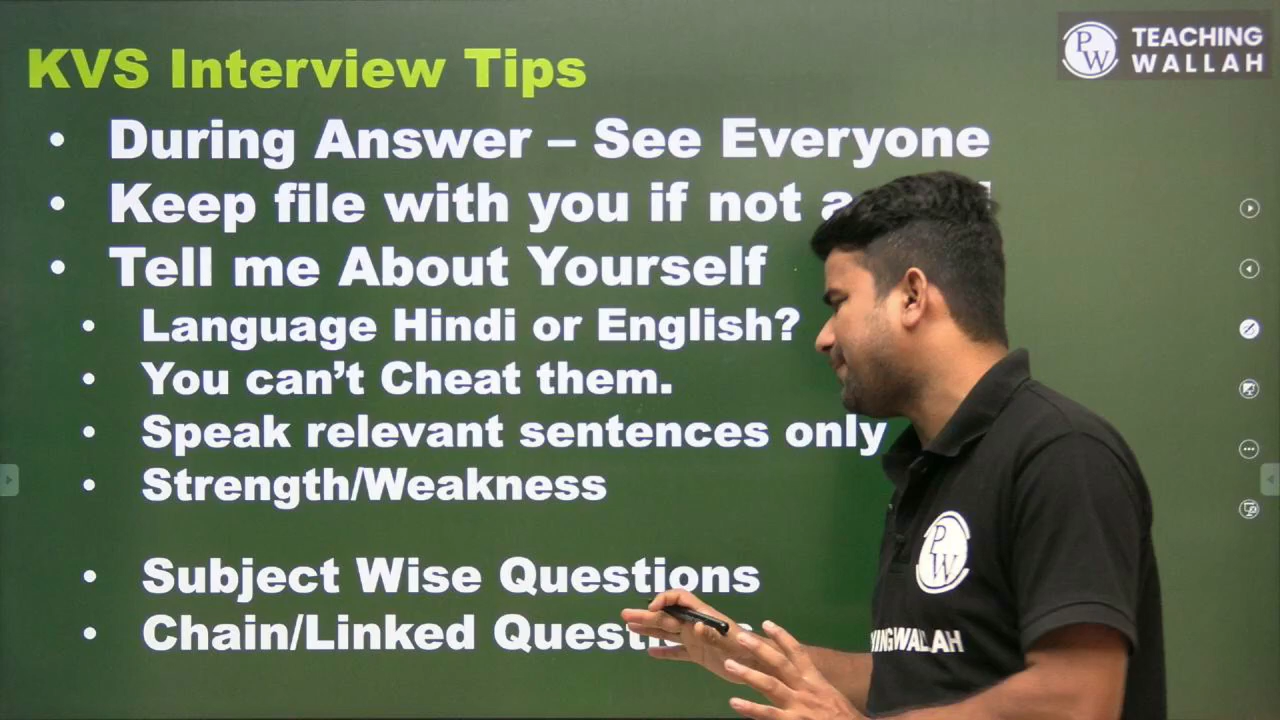 KVS Interview Tips
PW TEACHING WALLAH
• During Answer – See Everyone
• Keep file with you if not
• Tell me About Yourself
• Language Hindi or English?
• You can't Cheat them.
• Speak relevant sentences only
• Strength/Weakness
• Subject Wise Questions
• Chain/Linked
PW